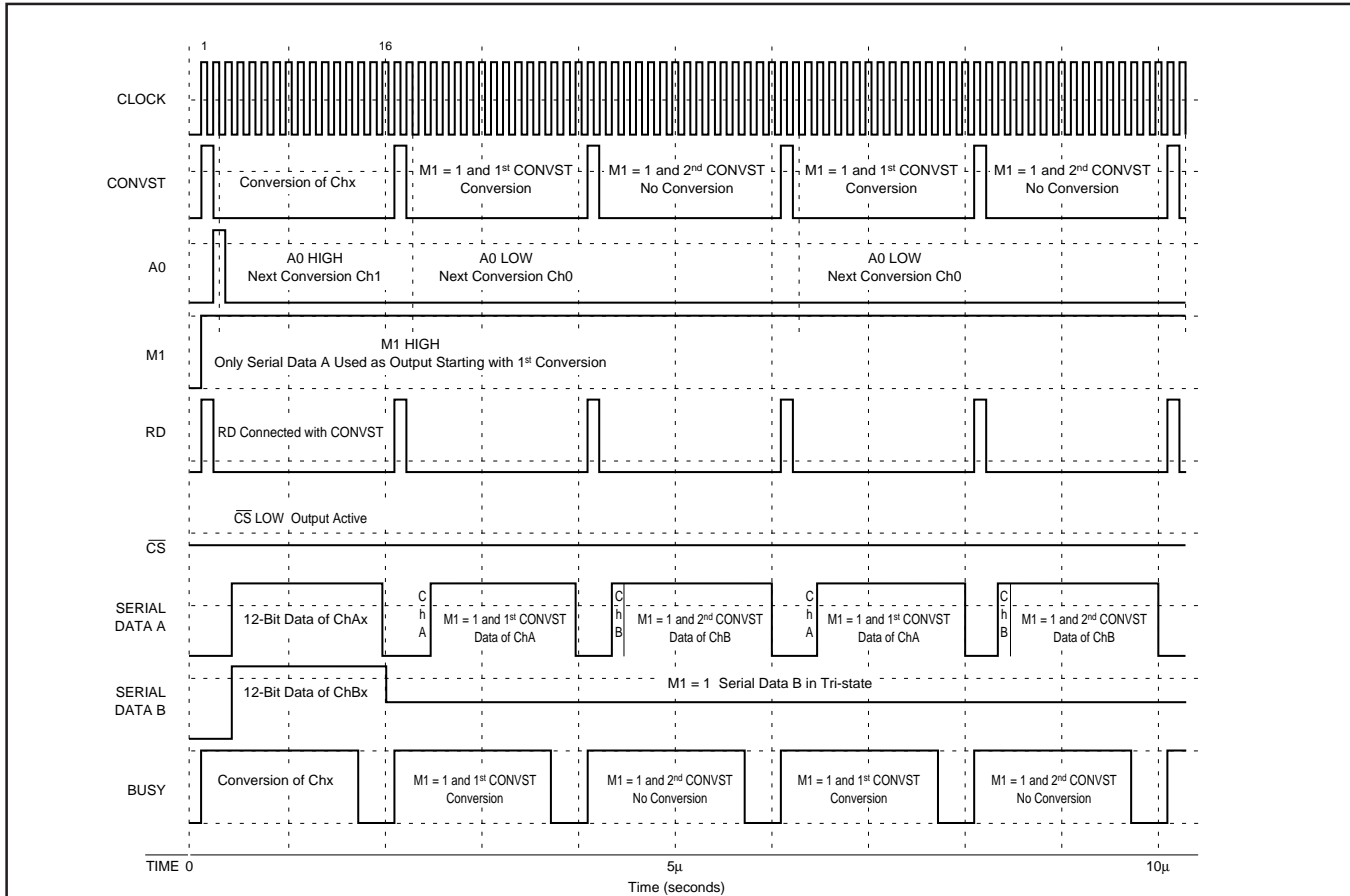 1 16
CLOCK
CONVST
Conversion of Chx
M1 = 1 and 1st CONVST
Conversion
M1 = 1 and 2nd CONVST
No Conversion
M1 = 1 and 1st CONVST
Conversion
M1 = 1 and 2nd CONVST
No Conversion
A0
A0 HIGH
Next Conversion Ch1
A0 LOW
Next Conversion Ch0
A0 LOW
Next Conversion Ch0
M1
M1 HIGH
Only Serial Data A Used as Output Starting with 1st Conversion
RD
RD Connected with CONVST
CS LOW Output Active
CS
SERIAL
DATA A
12-Bit Data of ChAx
ChA
M1 = 1 and 1st CONVST
Data of ChA
ChB
M1 = 1 and 2nd CONVST
Data of ChB
ChA
M1 = 1 and 1st CONVST
Data of ChA
ChB
M1 = 1 and 2nd CONVST
Data of ChB
SERIAL
DATA B
12-Bit Data of ChBx
M1 = 1 Serial Data B in Tri-state
BUSY
Conversion of Chx
M1 = 1 and 1st CONVST
Conversion
M1 = 1 and 2nd CONVST
No Conversion
M1 = 1 and 1st CONVST
Conversion
M1 = 1 and 2nd CONVST
No Conversion
TIME 0 5µ 10µ
Time (seconds)